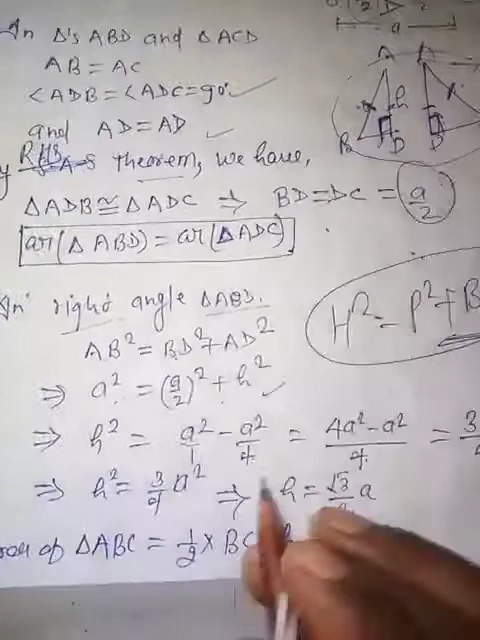 a
In Δ's ABD and ΔACD
AB = AC
<ADB = <ADC = 90°
and AD = AD
RHS theorem, we have,
ΔADB ≅ ΔADC ⇒ BD = DC = a/2
ar(ΔABD) = ar(ΔADC)
A A
h
B D D
In right angle ΔABD.
H² = P² + B
AB² = BD² + AD²
⇒ a² = (a/2)² + h²
⇒ h² = a²/1 - a²/4 = 4a² - a²/4 = 3
⇒ h² = 3/4 a² ⇒ h = √3/ a
of ΔABC = 1/2 × BC